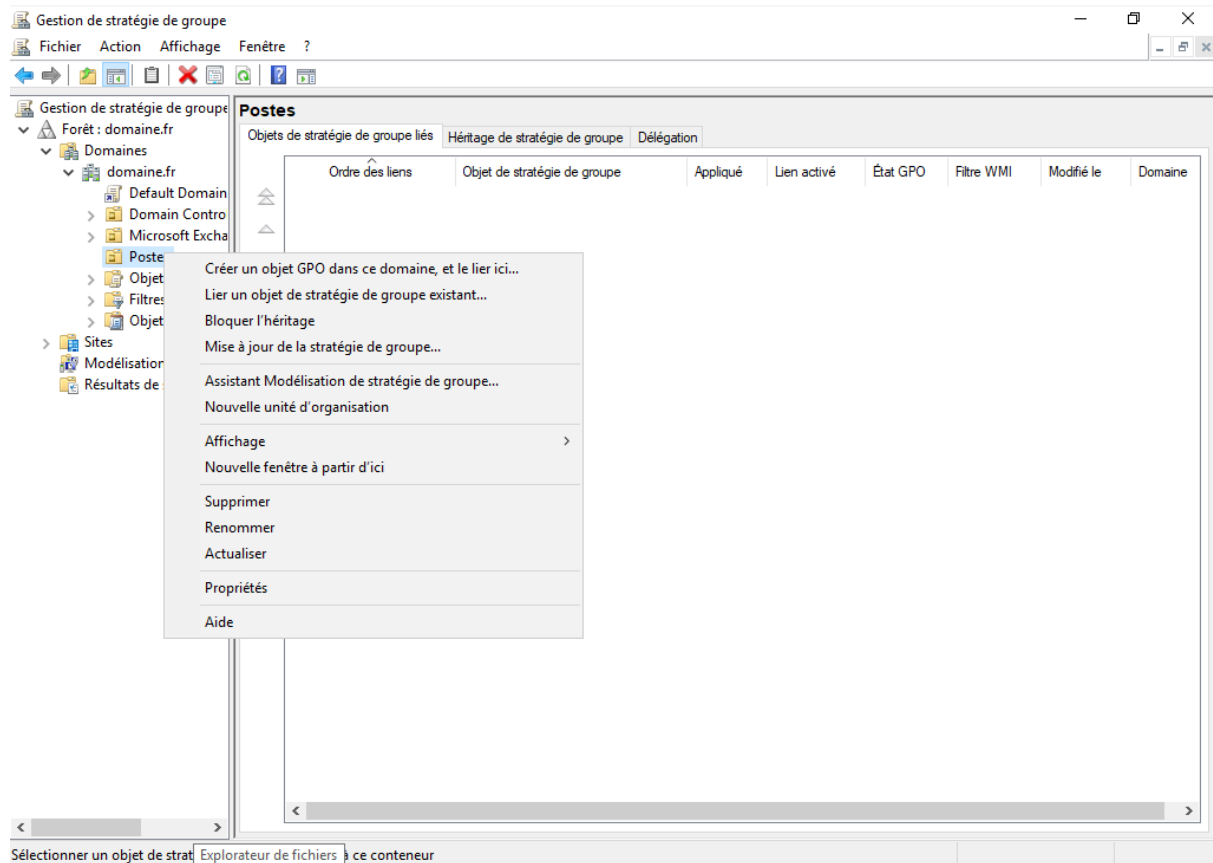 Gestion de stratégie de groupe
Fichier Action Affichage Fenêtre ?
Gestion de stratégie de groupe
Forêt : domaine.fr
Domaines
domaine.fr
Default Domain
Domain Contro
Microsoft Excha
Poste
Objet
Filtres
Objet
Sites
Modélisation
Résultats de
Postes
Objets de stratégie de groupe liés Héritage de stratégie de groupe Délégation
Ordre des liens Objet de stratégie de groupe Appliqué Lien activé État GPO Filtre WMI Modifié le Domaine
Créer un objet GPO dans ce domaine, et le lier ici...
Lier un objet de stratégie de groupe existant...
Bloquer l'héritage
Mise à jour de la stratégie de groupe...
Assistant Modélisation de stratégie de groupe...
Nouvelle unité d'organisation
Affichage
Nouvelle fenêtre à partir d'ici
Supprimer
Renommer
Actualiser
Propriétés
Aide
Sélectionner un objet de strat Explorateur de fichiers à ce conteneur